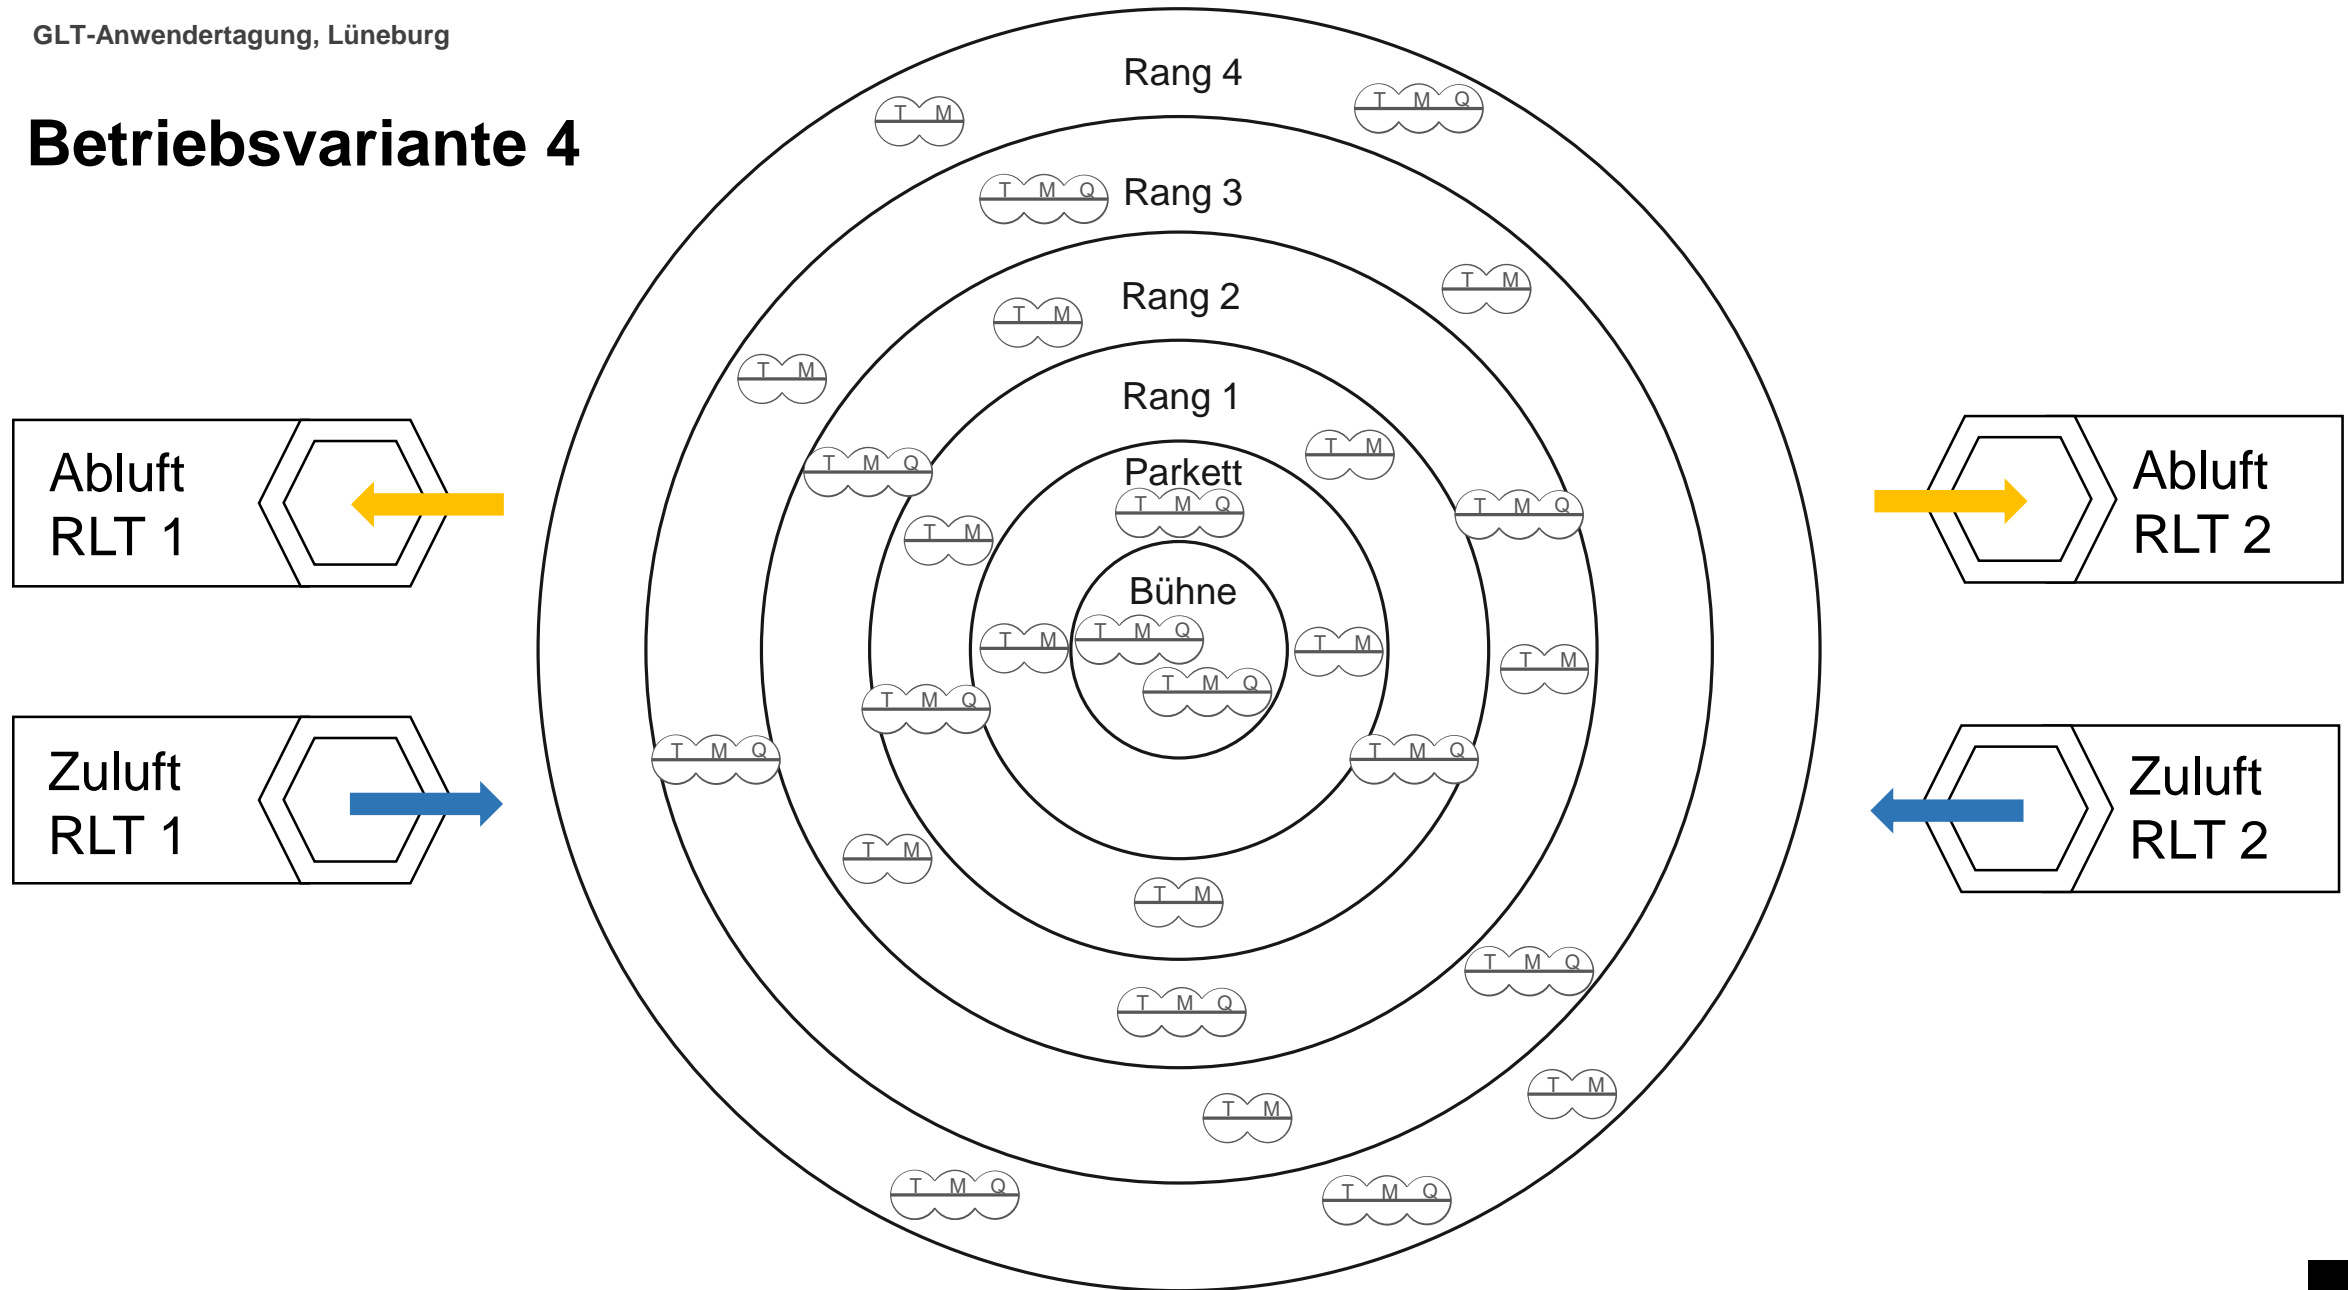 GLT-Anwendertagung, Lüneburg
Betriebsvariante 4
Rang 4
T M
T M Q
Rang 3
T M Q
T M
Rang 2
T M
T M
Rang 1
T M
Parkett
T M Q
T M Q
T M Q
T M
Bühne
T M
T M Q
T M
T M
T M Q
T M Q
T M Q
T M Q
T M
T M
T M Q
T M Q
T M
T M
T M Q
T M Q
Abluft
RLT 1
Zuluft
RLT 1
Abluft
RLT 2
Zuluft
RLT 2